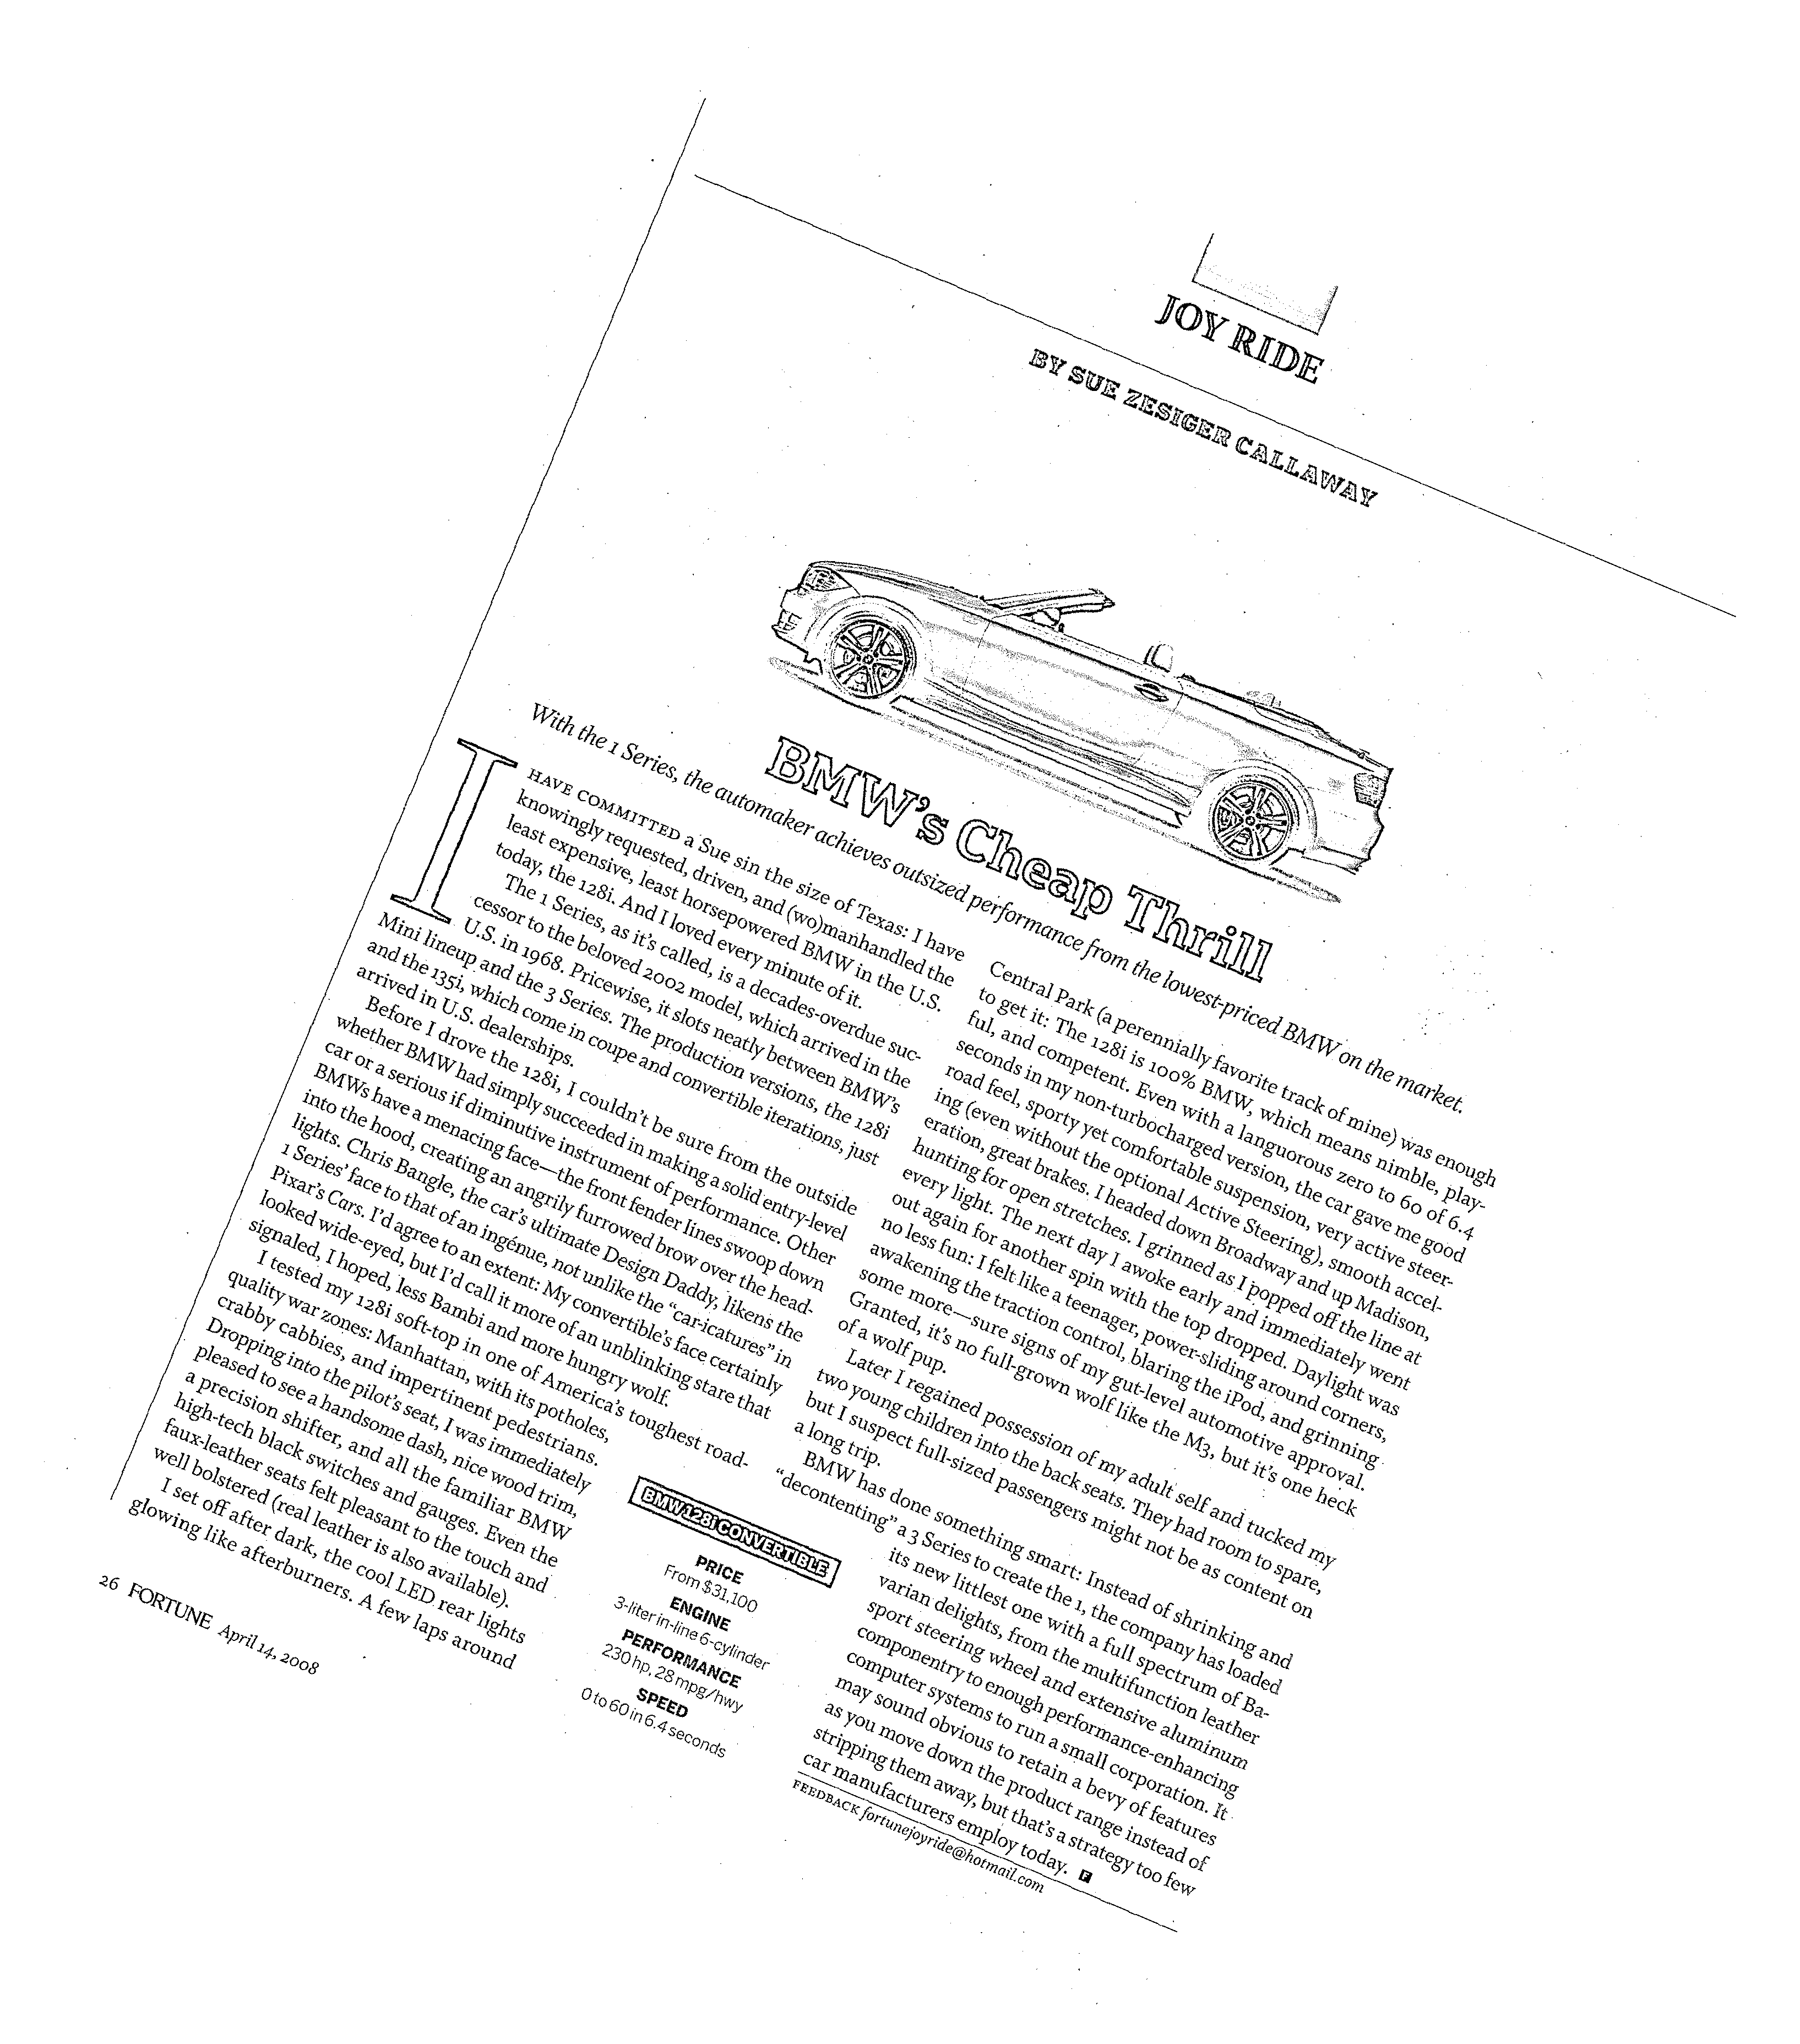 JOY RIDE
BY SUE ZESIGER CALLAWAY
BMW's Cheap Thrill
With the 1 Series, the automaker achieves outsized performance from the lowest-priced BMW on the market.
I HAVE COMMITTED a Sue sin the size of Texas: I have
knowingly requested, driven, and (wo)manhandled the
least expensive, least horsepowered BMW in the U.S.
today, the 128i. And I loved every minute of it.
The 1 Series, as it's called, is a decades-overdue suc-
cessor to the beloved 2002 model, which arrived in the
U.S. in 1968. Pricewise, it slots neatly between BMW's
Mini lineup and the 3 Series. The production versions, the 128i
and the 135i, which come in coupe and convertible iterations, just
arrived in U.S. dealerships.
Before I drove the 128i, I couldn't be sure from the outside
whether BMW had simply succeeded in making a solid entry-level
car or a serious if diminutive instrument of performance. Other
BMWs have a menacing face—the front fender lines swoop down
into the hood, creating an angrily furrowed brow over the head-
lights. Chris Bangle, the car's ultimate Design Daddy, likens the
1 Series' face to that of an ingénue, not unlike the "car-icatures" in
Pixar's Cars. I'd agree to an extent: My convertible's face certainly
looked wide-eyed, but I'd call it more of an unblinking stare that
signaled, I hoped, less Bambi and more hungry wolf.
I tested my 128i soft-top in one of America's toughest road-
quality war zones: Manhattan, with its potholes,
crabby cabbies, and impertinent pedestrians.
Dropping into the pilot's seat, I was immediately
pleased to see a handsome dash, nice wood trim,
a precision shifter, and all the familiar BMW
high-tech black switches and gauges. Even the
faux-leather seats felt pleasant to the touch and
well bolstered (real leather is also available).
I set off after dark, the cool LED rear lights
glowing like afterburners. A few laps around
Central Park (a perennially favorite track of mine) was enough
to get it: The 128i is 100% BMW, which means nimble, play-
ful, and competent. Even with a languorous zero to 60 of 6.4
seconds in my non-turbocharged version, the car gave me good
road feel, sporty yet comfortable suspension, very active steer-
ing (even without the optional Active Steering), smooth accel-
eration, great brakes. I headed down Broadway and up Madison,
hunting for open stretches. I grinned as I popped off the line at
every light. The next day I awoke early and immediately went
out again for another spin with the top dropped. Daylight was
no less fun: I felt like a teenager, power-sliding around corners,
awakening the traction control, blaring the iPod, and grinning
some more—sure signs of my gut-level automotive approval.
Granted, it's no full-grown wolf like the M3, but it's one heck
of a wolf pup.
Later I regained possession of my adult self and tucked my
two young children into the back seats. They had room to spare,
but I suspect full-sized passengers might not be as content on
a long trip.
BMW has done something smart: Instead of shrinking and
"decontenting" a 3 Series to create the 1, the company has loaded
its new littlest one with a full spectrum of Ba-
varian delights, from the multifunction leather
sport steering wheel and extensive aluminum
componentry to enough performance-enhancing
computer systems to run a small corporation. It
may sound obvious to retain a bevy of features
as you move down the product range instead of
stripping them away, but that's a strategy too few
car manufacturers employ today. F
FEEDBACK fortunejoyride@hotmail.com
BMW 128i CONVERTIBLE
PRICE
From $31,100
ENGINE
3-liter in-line 6-cylinder
PERFORMANCE
230 hp, 28 mpg/hwy
SPEED
0 to 60 in 6.4 seconds
26 FORTUNE April 14, 2008